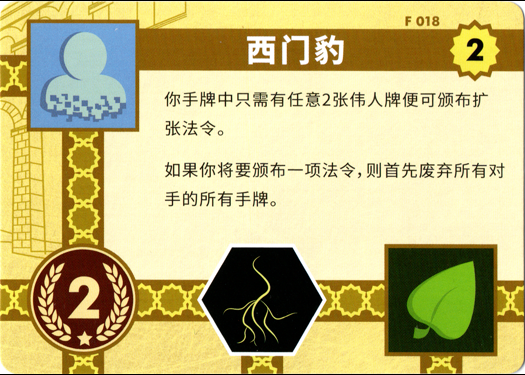 F 018
西门豹
2
你手牌中只需有任意2张伟人牌便可颁布扩
张法令。
如果你将要颁布一项法令,则首先废弃所有对
手的所有手牌。
2